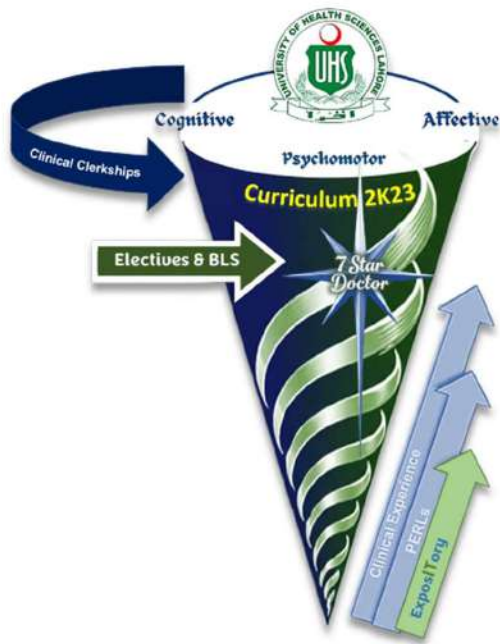 UNIVERSITY OF HEALTH SCIENCES LAHORE
UHS
اقرأ
Cognitive
Affective
Psychomotor
Clinical Clerkships
Curriculum 2K23
Electives & BLS
7 Star
Doctor
Clinical Experience
PERLs
ExposITory